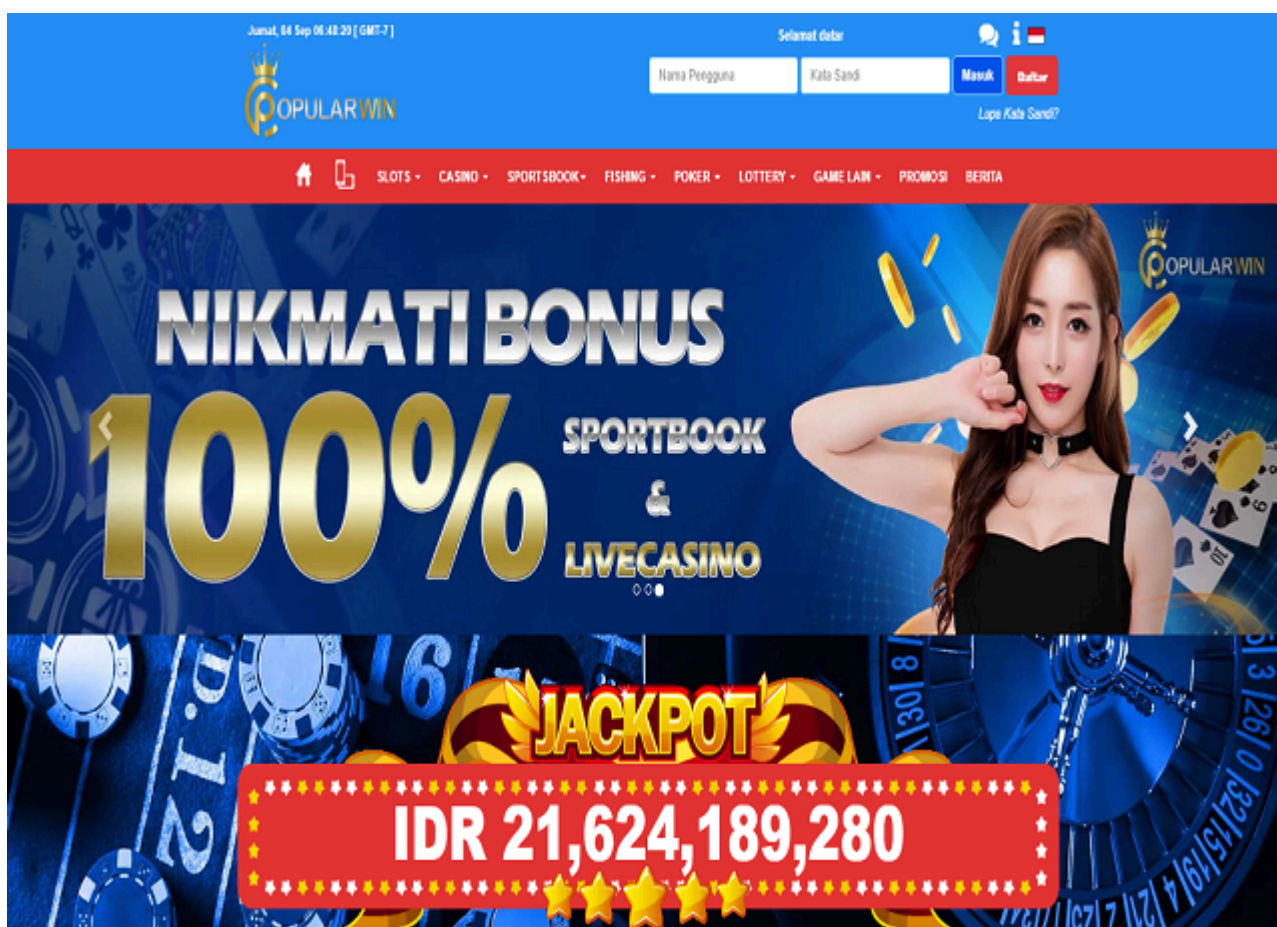 Jumat, 04 Sep 06:48:20 [ GMT-7 ]
Selamat datar
POPULARWIN
Nama Pengguna
Kata Sandi
Masuk
Daftar
Lupa Kata Sandi?
SLOTS
CASINO
SPORTSBOOK
FISHING
POKER
LOTTERY
GAME LAIN
PROMOSI
BERITA
POPULARWIN
NIKMATI BONUS
100%
SPORTBOOK
&
LIVECASINO
JACKPOT
IDR 21,624,189,280